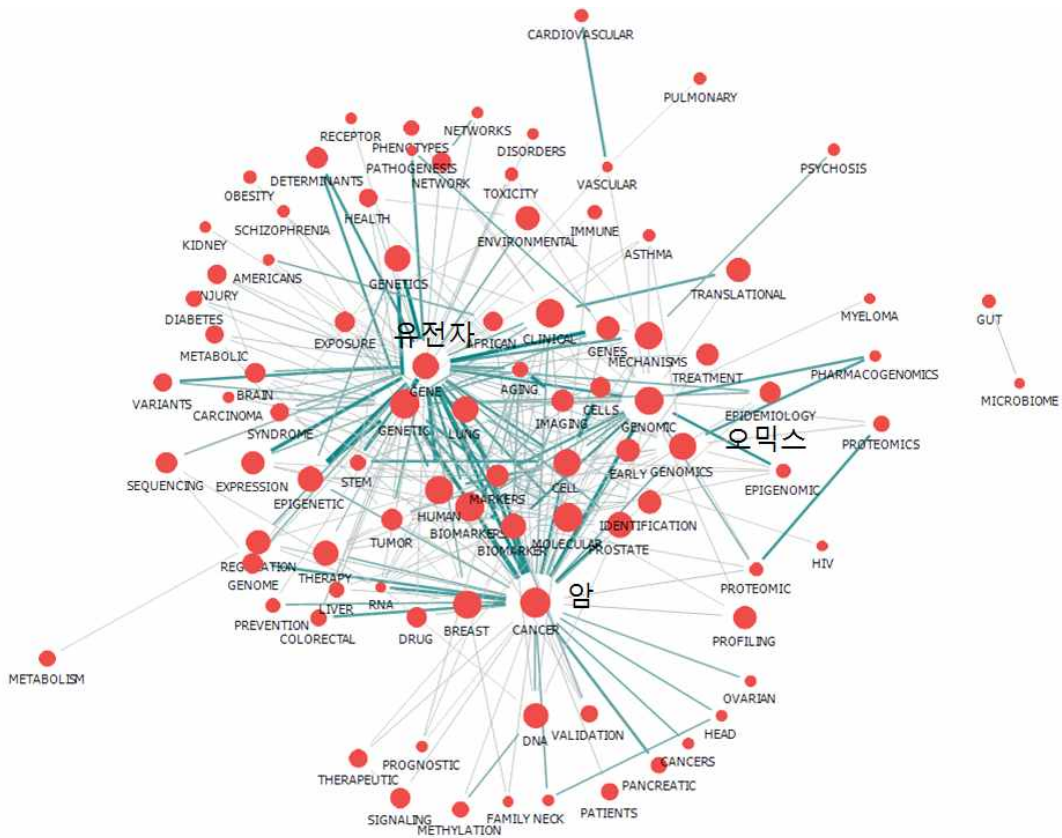 CARDIOVASCULAR
PULMONARY
NETWORKS
RECEPTOR
PHENOTYPES
DISORDERS
PATHOGENESIS
PSYCHOSIS
NETWORK
DETERMINANTS
VASCULAR
TOXICITY
OBESITY
HEALTH
SCHIZOPHRENIA
IMMUNE
ENVIRONMENTAL
KIDNEY
ASTHMA
AMERICANS
GENETICS
TRANSLATIONAL
INJURY
DIABETES
MYELOMA
GUT
유전자
EXPOSURE
AFRICAN
CLINICAL
GENES
METABOLIC
MECHANISMS
PHARMACOGENOMICS
TREATMENT
AGING
MICROBIOME
GENE
BRAIN
VARIANTS
CARCINOMA
CELLS
EPIDEMIOLOGY
IMAGING
GENOMIC
SYNDROME
GENETIC
LUNG
오믹스
PROTEOMICS
EARLY
GENOMICS
SEQUENCING
EXPRESSION
STEM
EPIGENETIC
CELL
EPIGENOMIC
MARKERS
HUMAN
IDENTIFICATION
BIOMARKERS
MOLECULAR
TUMOR
BIOMARKER
PROSTATE
HIV
REGULATION
THERAPY
GENOME
PROTEOMIC
암
LIVER
RNA
PREVENTION
COLORECTAL
DRUG
BREAST
CANCER
PROFILING
METABOLISM
OVARIAN
HEAD
DNA
VALIDATION
CANCERS
PROGNOSTIC
THERAPEUTIC
PANCREATIC
PATIENTS
SIGNALING
METHYLATION
FAMILY
NECK